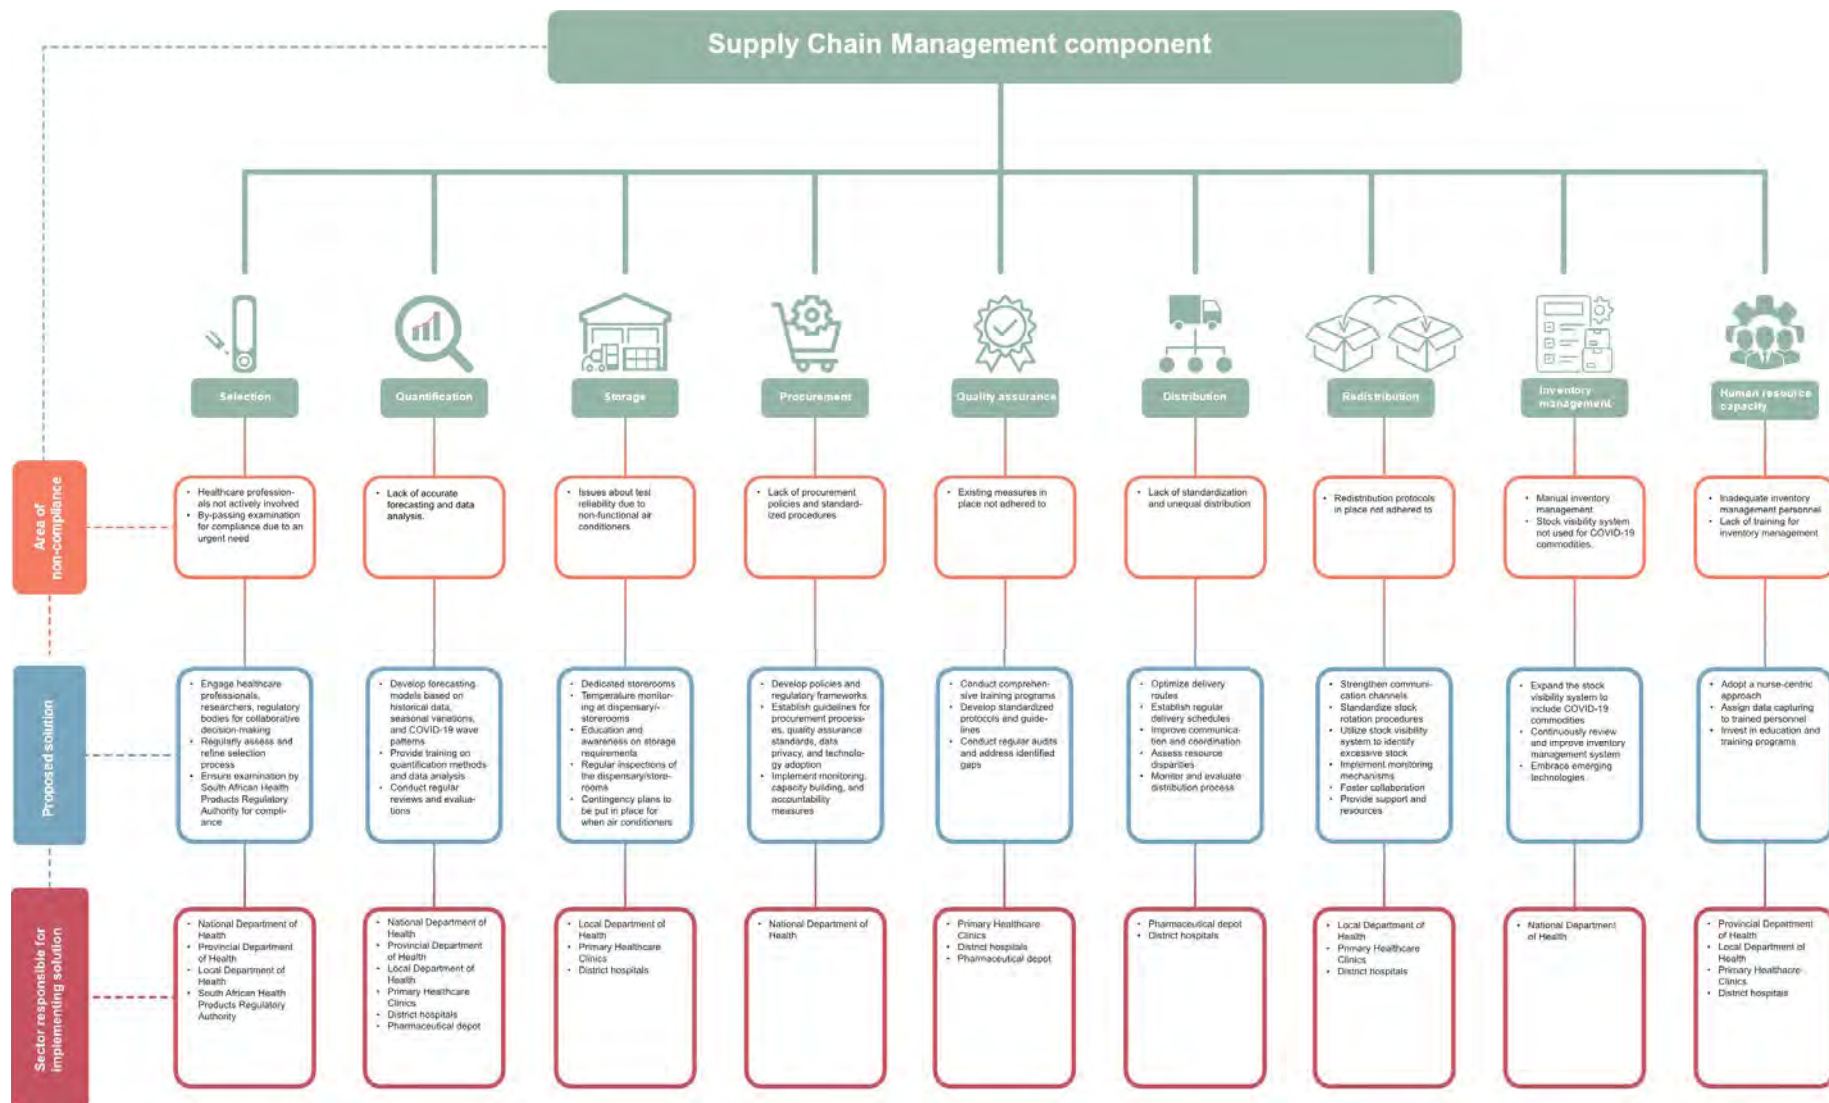 Supply Chain Management component
Selection
Quantification
Storage
Procurement
Quality assurance
Distribution
Redistribution
Inventory
management
Human resource
capacity
Area of
non-compliance
• Healthcare profession-
als not actively involved
• By-passing examination
for compliance due to an
urgent need
• Lack of accurate
forecasting and data
analysis.
• Issues about test
reliability due to
non-functional air
conditioners
• Lack of procurement
policies and standard-
ized procedures
• Existing measures in
place not adhered to
• Lack of standardization
and unequal distribution
• Redistribution protocols
in place not adhered to
• Manual inventory
management
• Stock visibility system
not used for COVID-19
commodities.
• Inadequate inventory
management personnel
• Lack of training for
inventory management
Proposed solution
• Engage healthcare
professionals,
researchers, regulatory
bodies for collaborative
decision-making
• Regularly assess and
refine selection
process
• Ensure examination by
South African Health
Products Regulatory
Authority for compli-
ance
• Develop forecasting
models based on
historical data,
seasonal variations,
and COVID-19 wave
patterns
• Provide training on
quantification methods
and data analysis
• Conduct regular
reviews and evalua-
tions
• Dedicated storerooms
• Temperature monitor-
ing at dispensary/-
storerooms
• Education and
awareness on storage
requirements
• Regular inspections of
the dispensary/store-
rooms
• Contingency plans to
be put in place for
when air conditioners
• Develop policies and
regulatory frameworks
• Establish guidelines for
procurement process-
es, quality assurance
standards, data
privacy, and technolo-
gy adoption
• Implement monitoring,
capacity building, and
accountability
measures
• Conduct comprehen-
sive training programs
• Develop standardized
protocols and guide-
lines
• Conduct regular audits
and address identified
gaps
• Optimize delivery
routes
• Establish regular
delivery schedules
• Improve communica-
tion and coordination
• Assess resource
disparities
• Monitor and evaluate
distribution process
• Strengthen communi-
cation channels
• Standardize stock
rotation procedures
• Utilize stock visibility
system to identify
excessive stock
• Implement monitoring
mechanisms
• Foster collaboration
• Provide support and
resources
• Expand the stock
visibility system to
include COVID-19
commodities
• Continuously review
and improve inventory
management system
• Embrace emerging
technologies
• Adopt a nurse-centric
approach
• Assign data capturing
to trained personnel
• Invest in education and
training programs
Sector responsible for
implementing solution
• National Department of
Health
• Provincial Department
of Health
• Local Department of
Health
• South African Health
Products Regulatory
Authority
• National Department of
Health
• Provincial Department
of Health
• Local Department of
Health
• Primary Healthcare
Clinics
• District hospitals
• Pharmaceutical depot
• Local Department of
Health
• Primary Healthcare
Clinics
• District hospitals
• National Department of
Health
• Primary Healthcare
Clinics
• District hospitals
• Pharmaceutical depot
• Pharmaceutical depot
• District hospitals
• Local Department of
Health
• Primary Healthcare
Clinics
• District hospitals
• National Department
of Health
• Provincial Department
of Health
• Local Department of
Health
• Primary Healthacre
Clinics
• District hospitals